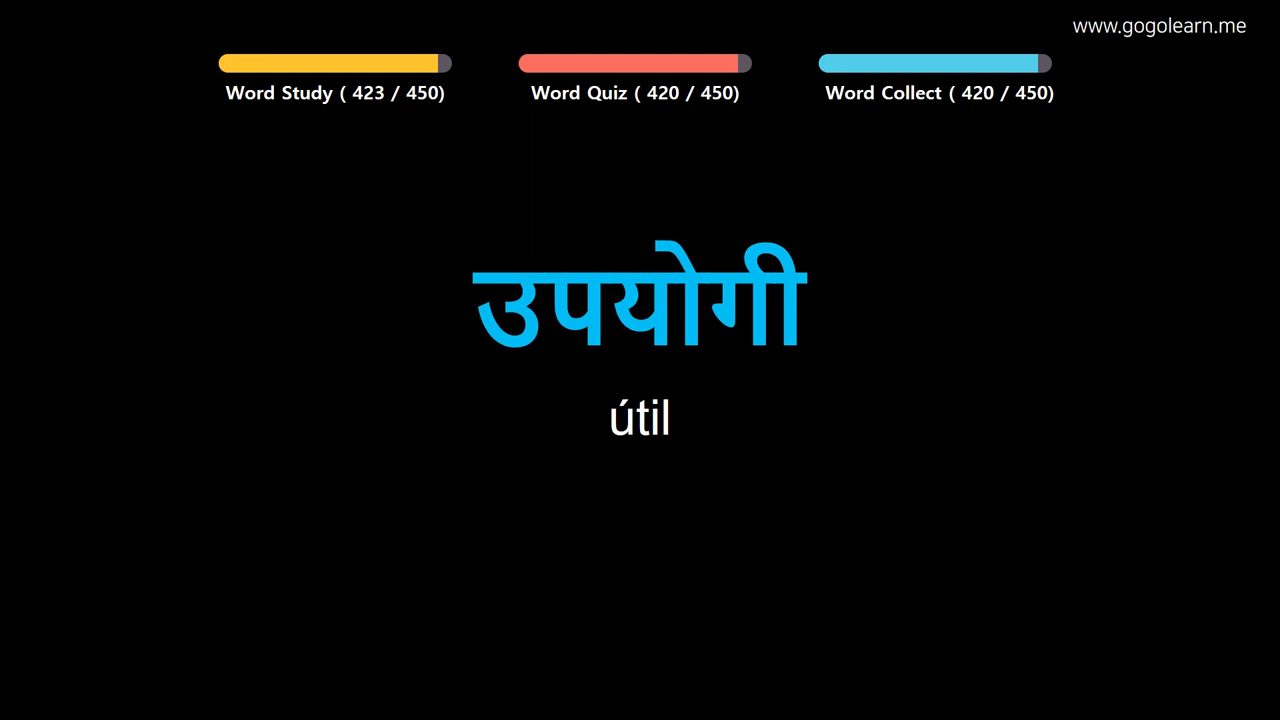 www.gogolearn.me
Word Study ( 423 / 450)
Word Quiz ( 420 / 450)
Word Collect ( 420 / 450)
उपयोगी
útil